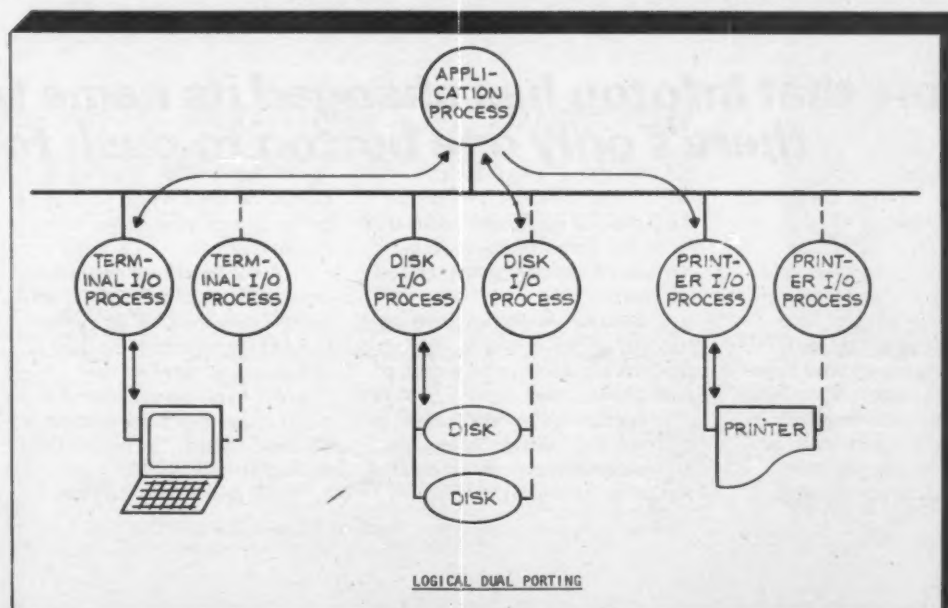 APPLI-
CATION
PROCESS
TERM-
INAL I/O
PROCESS
TERM-
INAL I/O
PROCESS
DISK
I/O
PROCESS
DISK
I/O
PROCESS
PRINT-
ER I/O
PROCESS
PRINT-
ER I/O
PROCESS
DISK
DISK
PRINTER
LOGICAL DUAL PORTING